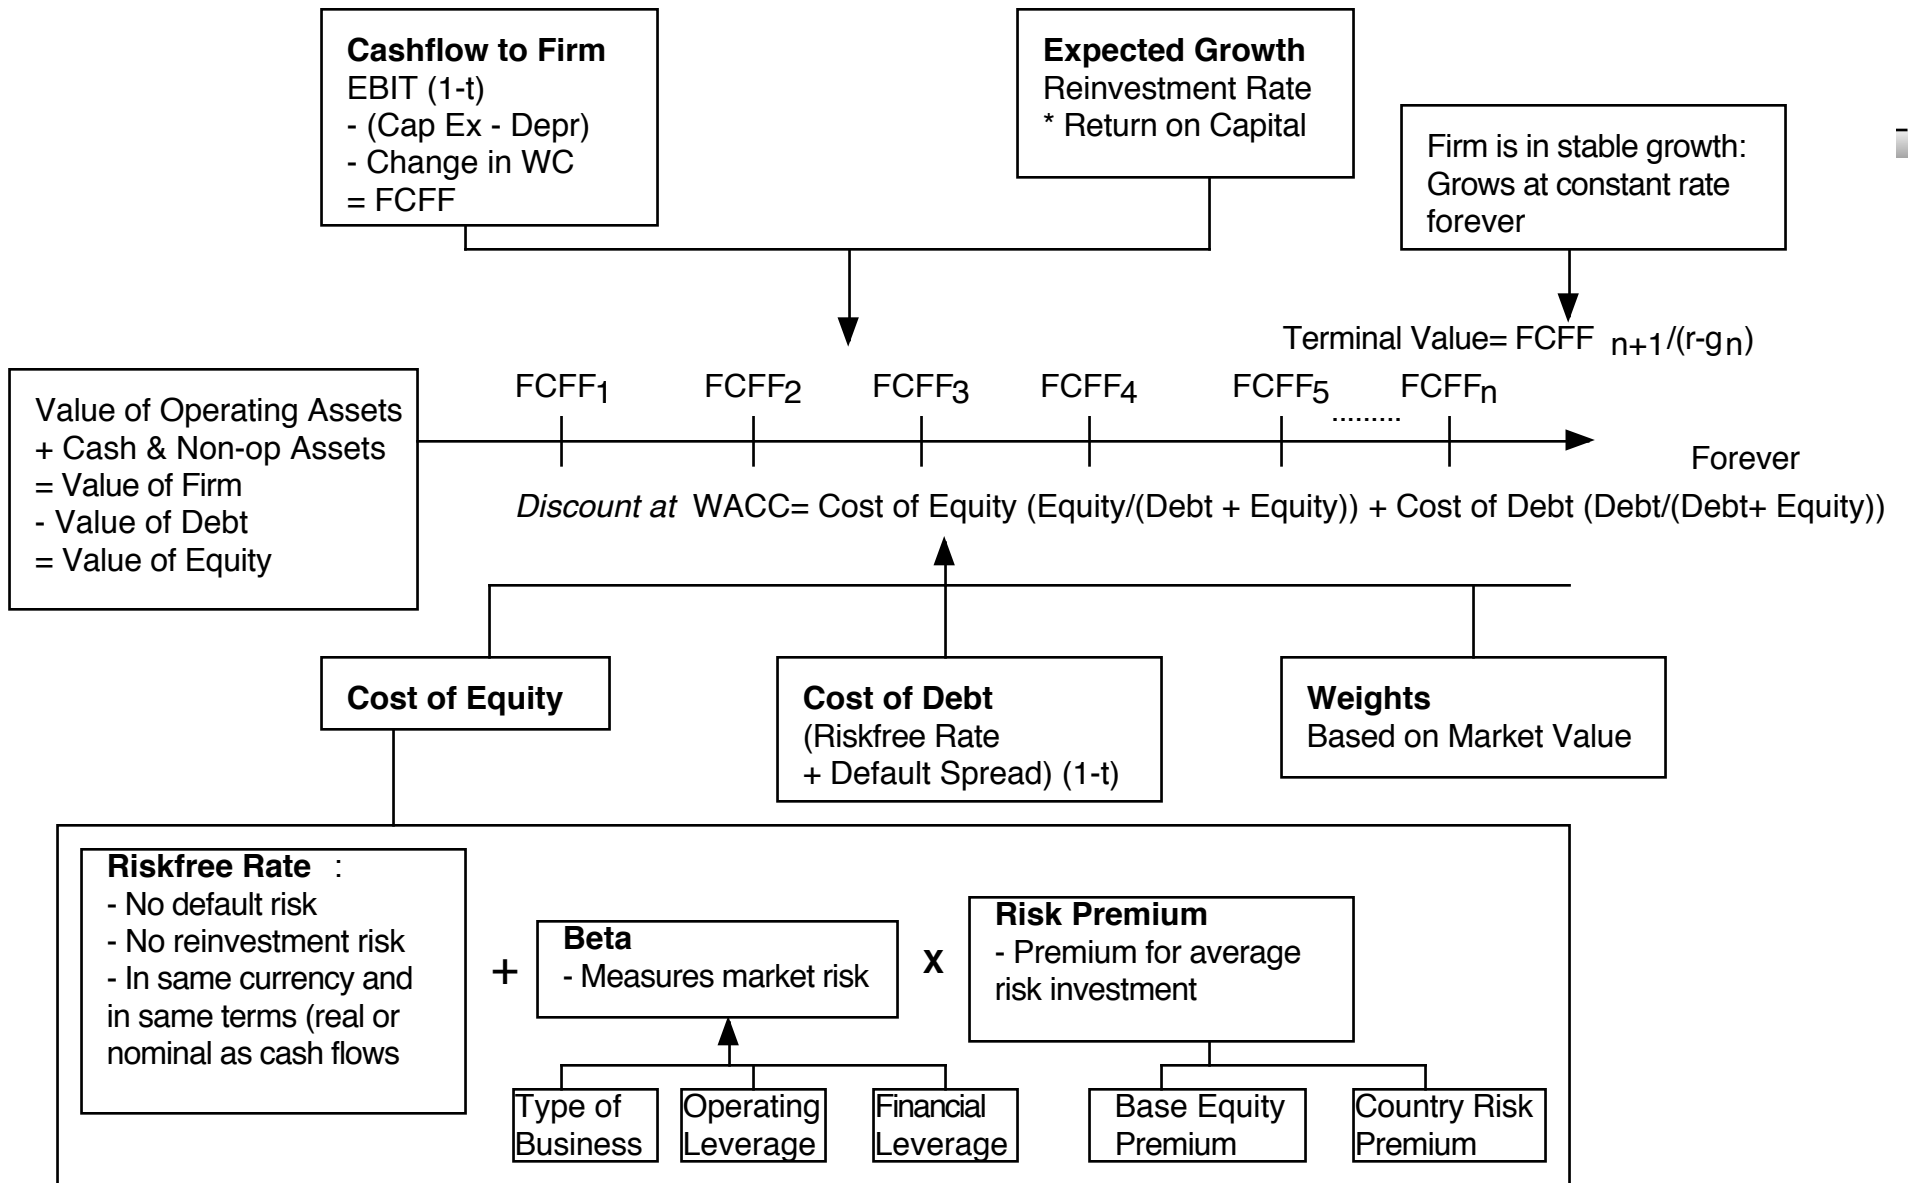 Cashflow to Firm
EBIT (1-t)
- (Cap Ex - Depr)
- Change in WC
= FCFF
Expected Growth
Reinvestment Rate
* Return on Capital
Firm is in stable growth:
Grows at constant rate
forever
Terminal Value= FCFF n+1/(r-gn)
FCFF1 FCFF2 FCFF3 FCFF4 FCFF5 ......... FCFFn
Forever
Value of Operating Assets
+ Cash & Non-op Assets
= Value of Firm
- Value of Debt
= Value of Equity
Discount at WACC= Cost of Equity (Equity/(Debt + Equity)) + Cost of Debt (Debt/(Debt+ Equity))
Cost of Equity
Cost of Debt
(Riskfree Rate
+ Default Spread) (1-t)
Weights
Based on Market Value
Riskfree Rate :
- No default risk
- No reinvestment risk
- In same currency and
in same terms (real or
nominal as cash flows
+
Beta
- Measures market risk
X
Risk Premium
- Premium for average
risk investment
Type of
Business
Operating
Leverage
Financial
Leverage
Base Equity
Premium
Country Risk
Premium